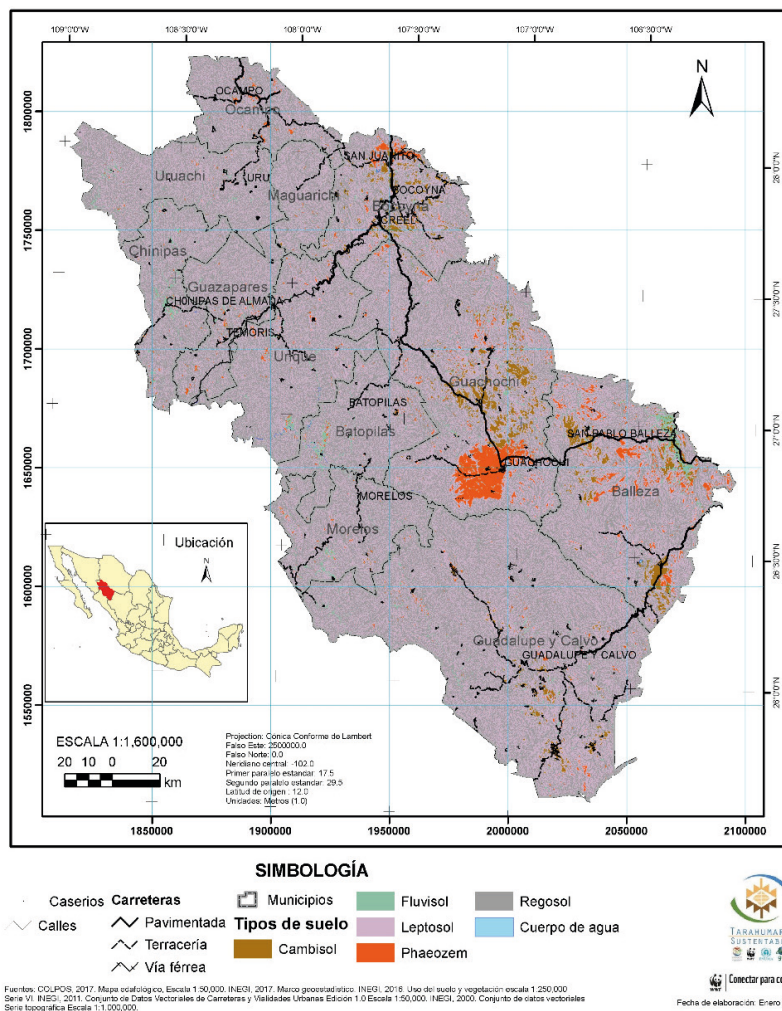 109°0'0"W 108°30'0"W 108°0'0"W 107°30'0"W 107°0'0"W 106°30'0"W
N
1800000
1750000
1700000
1650000
1600000
1550000
28°0'0"N
27°30'0"N
27°0'0"N
26°30'0"N
26°0'0"N
OCAMPO
Ocampo
SAN JUANITO
Uruachi
URU
Maguarichi
BOCOYNA
Bocoyna
CREEL
Chinipas
Guazapares
CHINIPAS DE ALMADA
TEMORIS
Urique
Guachochi
BATOPILAS
Batopilas
SAN PABLO BALLEZA
GUACHOCHI
Balleza
MORELOS
Morelos
Guadalupe y Calvo
GUADALUPE Y CALVO
Ubicación
N
ESCALA 1:1,600,000
20 10 0 20
km
Projection: Conica Conforme de Lambert
Falso Este: 2500000.0
Falso Norte: 0.0
Meridiano central: -102.0
Primer paralelo estandar: 17.5
Segundo paralelo estandar: 29.5
Latitud de origen : 12.0
Unidades: Metros (1.0)
1850000 1900000 1950000 2000000 2050000 2100000
SIMBOLOGÍA
Caserios
Calles
Carreteras
Pavimentada
Terracería
Vía férrea
Municipios
Tipos de suelo
Cambisol
Fluvisol
Leptosol
Phaeozem
Regosol
Cuerpo de agua
TARAHUMAR
SUSTENTABL
WWF
Conectar para co
Fuentes: COLPOS, 2017. Mapa edafológico, Escala 1:50,000. INEGI, 2017. Marco geoestadístico. INEGI, 2016. Uso del suelo y vegetación escala 1:250,000
Serie VI. INEGI, 2011. Conjunto de Datos Vectoriales de Carreteras y Vialidades Urbanas Edición 1.0 Escala 1:50,000. INEGI, 2000. Conjunto de datos vectoriales
Serie topografica Escala 1:1,000,000.
Fecha de elaboración: Enero